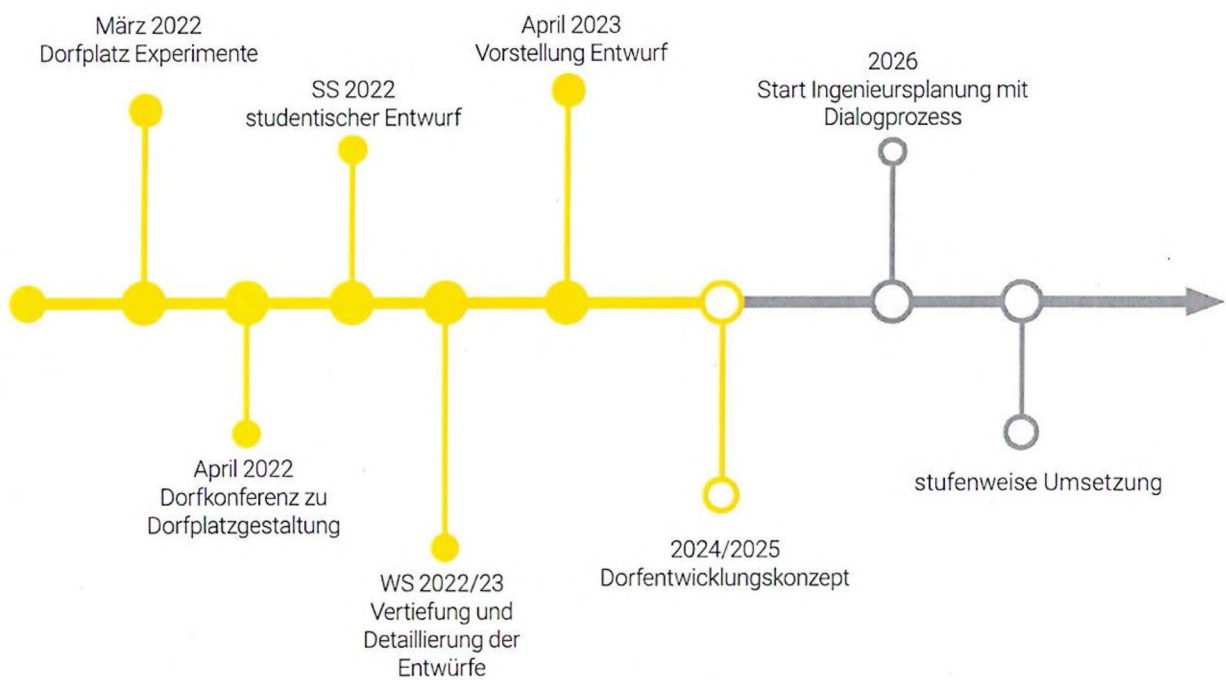 März 2022
Dorfplatz Experimente
SS 2022
studentischer Entwurf
April 2023
Vorstellung Entwurf
2026
Start Ingenieursplanung mit
Dialogprozess
April 2022
Dorfkonferenz zu
Dorfplatzgestaltung
WS 2022/23
Vertiefung und
Detaillierung der
Entwürfe
2024/2025
Dorfentwicklungskonzept
stufenweise Umsetzung